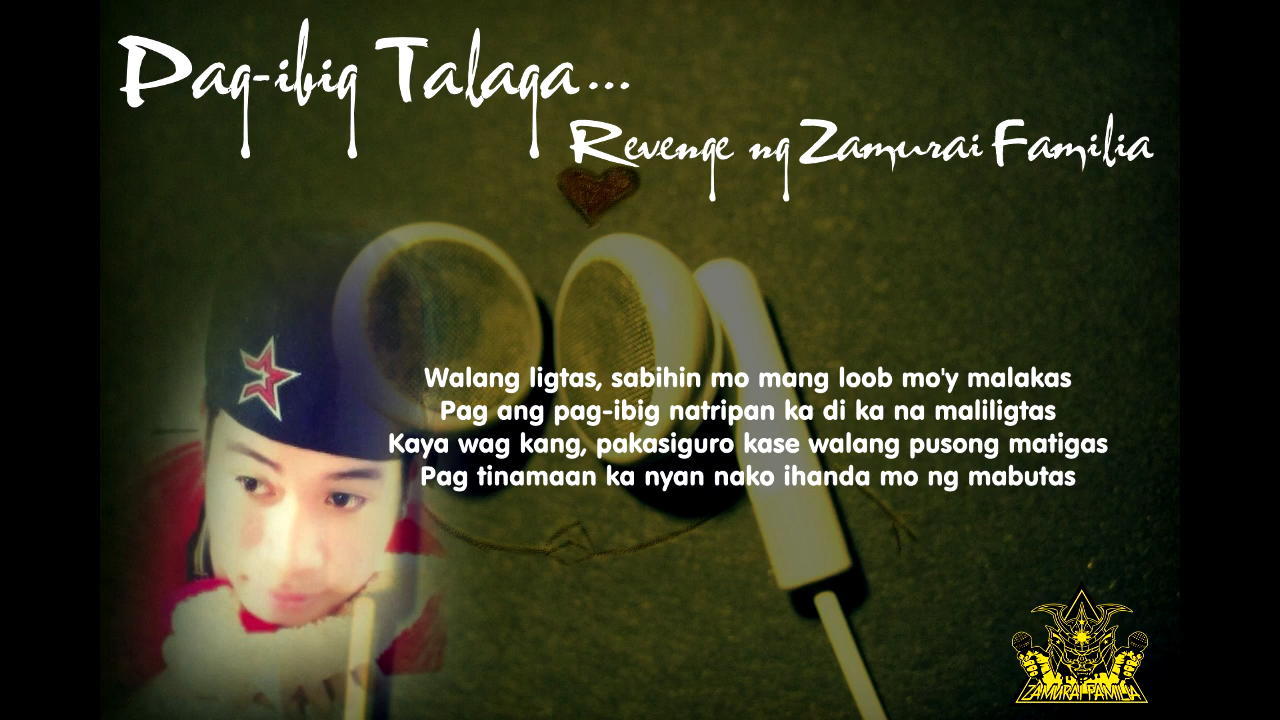 Pag-ibig Talaga...
Revenge ng Zamurai Familia
Walang ligtas, sabihin mo mang loob mo'y malakas
Pag ang pag-ibig natripan ka di ka na maliligtas
Kaya wag kang, pakasiguro kase walang pusong matigas
Pag tinamaan ka nyan nako ihanda mo ng mabutas
ZAMURAI FAMILIA